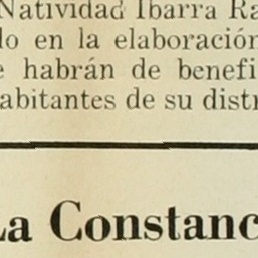 Natividad Ibarra Ra
do en la elaboración
habrán de benefi
abitantes de su distr
La Constanc